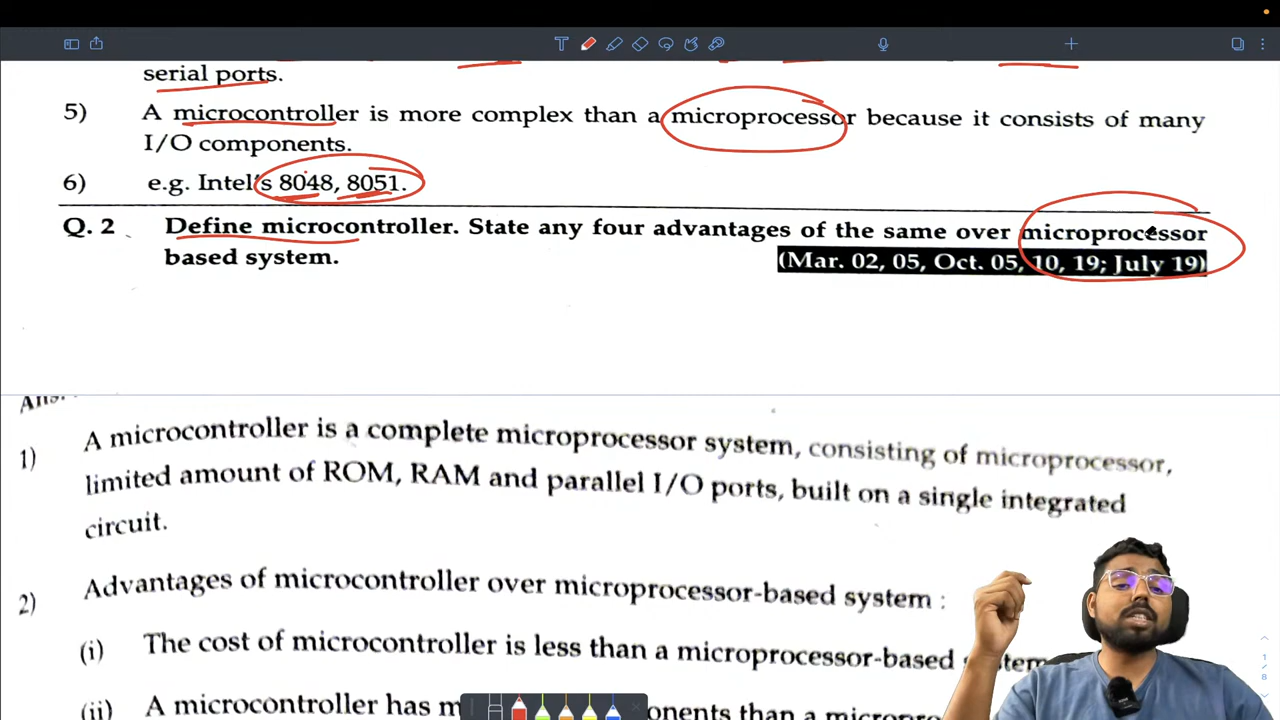 serial ports.
5) A microcontroller is more complex than a microprocessor because it consists of many
I/O components.
6) e.g. Intel's 8048, 8051.
Q. 2 Define microcontroller. State any four advantages of the same over microprocessor
based system. (Mar. 02, 05, Oct. 05, 10, 19; July 19)
Ans.
1) A microcontroller is a complete microprocessor system, consisting of microprocessor,
limited amount of ROM, RAM and parallel I/O ports, built on a single integrated
circuit.
2) Advantages of microcontroller over microprocessor-based system :
(i) The cost of microcontroller is less than a microprocessor-based
(ii) A microcontroller has than a
1
8